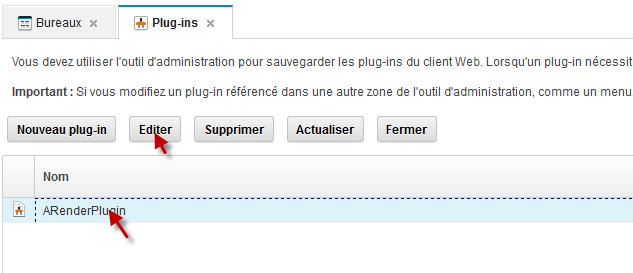 Bureaux
Plug-ins
Vous devez utiliser l'outil d'administration pour sauvegarder les plug-ins du client Web. Lorsqu'un plug-in nécessit
Important : Si vous modifiez un plug-in référencé dans une autre zone de l'outil d'administration, comme un menu
Nouveau plug-in Editer Supprimer Actualiser Fermer
Nom
ARenderPlugin